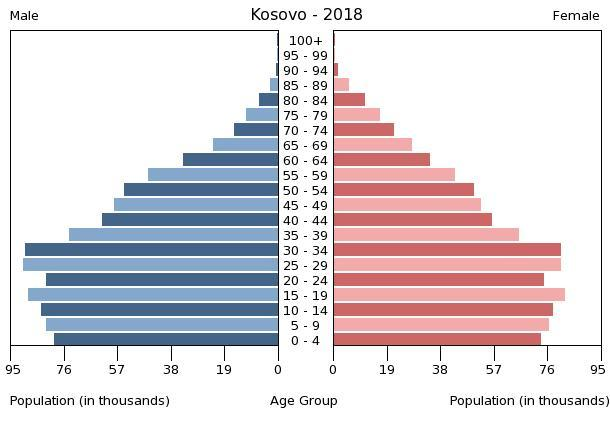 Kosovo - 2018
Male
Female
100+
95 - 99
90 - 94
85 - 89
80 - 84
75 - 79
70 - 74
65 - 69
60 - 64
55 - 59
50 - 54
45 - 49
40 - 44
35 - 39
30 - 34
25 - 29
20 - 24
15 - 19
10 - 14
5 - 9
0 - 4
95 76 57 38 19 0 0 19 38 57 76 95
Population (in thousands) Age Group Population (in thousands)